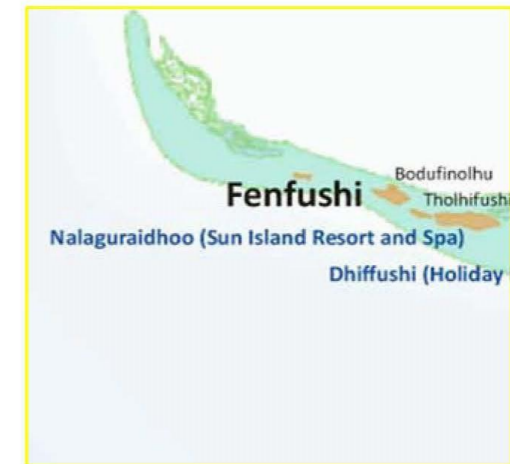 Bodufinolhu
Fenfushi
Tholhifushi
Nalaguraidhoo (Sun Island Resort and Spa)
Dhiffushi (Holiday